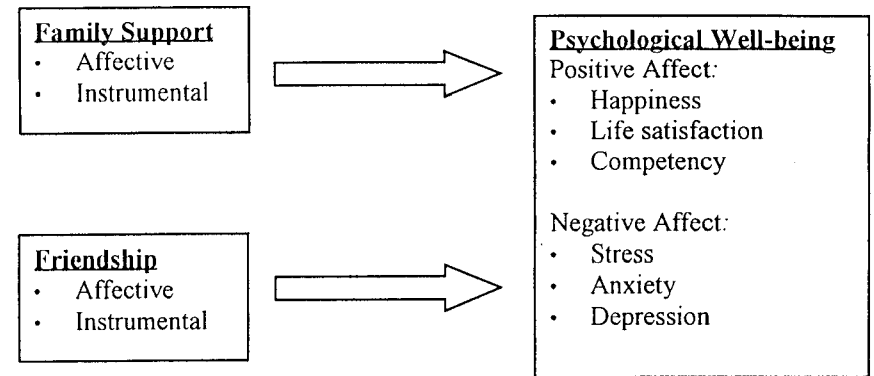 Family Support
• Affective
• Instrumental
Friendship
• Affective
• Instrumental
Psychological Well-being
Positive Affect:
• Happiness
• Life satisfaction
• Competency
Negative Affect:
• Stress
• Anxiety
• Depression